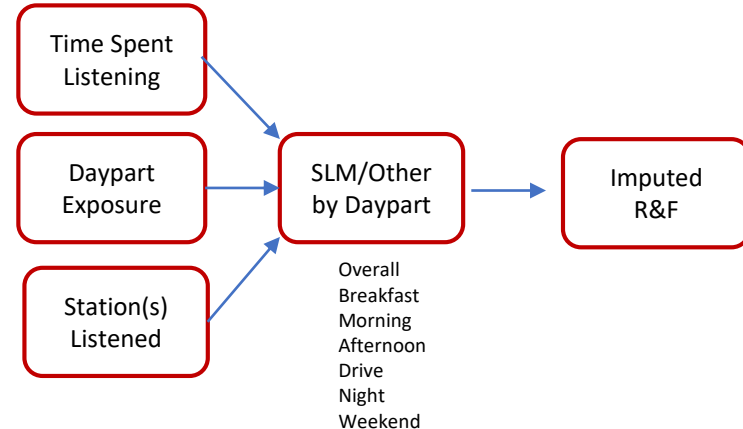 Time Spent
Listening
Daypart
Exposure
Station(s)
Listened
SLM/Other
by Daypart
Overall
Breakfast
Morning
Afternoon
Drive
Night
Weekend
Imputed
R&F